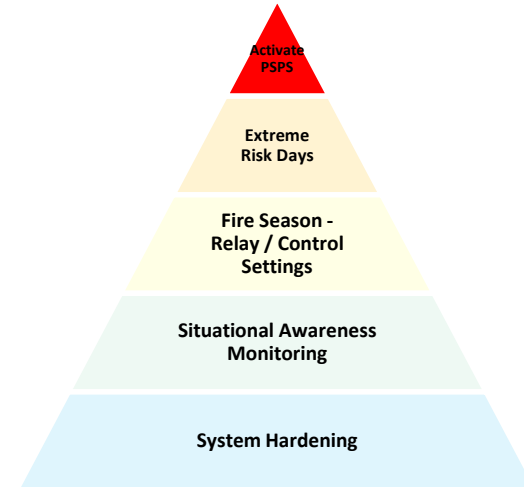 Activate
PSPS
Extreme
Risk Days
Fire Season -
Relay / Control
Settings
Situational Awareness
Monitoring
System Hardening